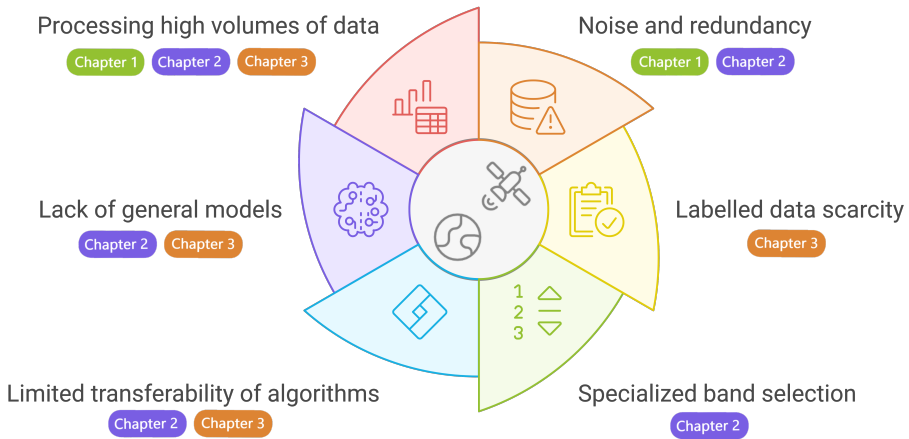 Processing high volumes of data
Chapter 1 Chapter 2 Chapter 3
Noise and redundancy
Chapter 1 Chapter 2
Lack of general models
Chapter 2 Chapter 3
Labelled data scarcity
Chapter 3
1
2
3
Limited transferability of algorithms
Chapter 2 Chapter 3
Specialized band selection
Chapter 2